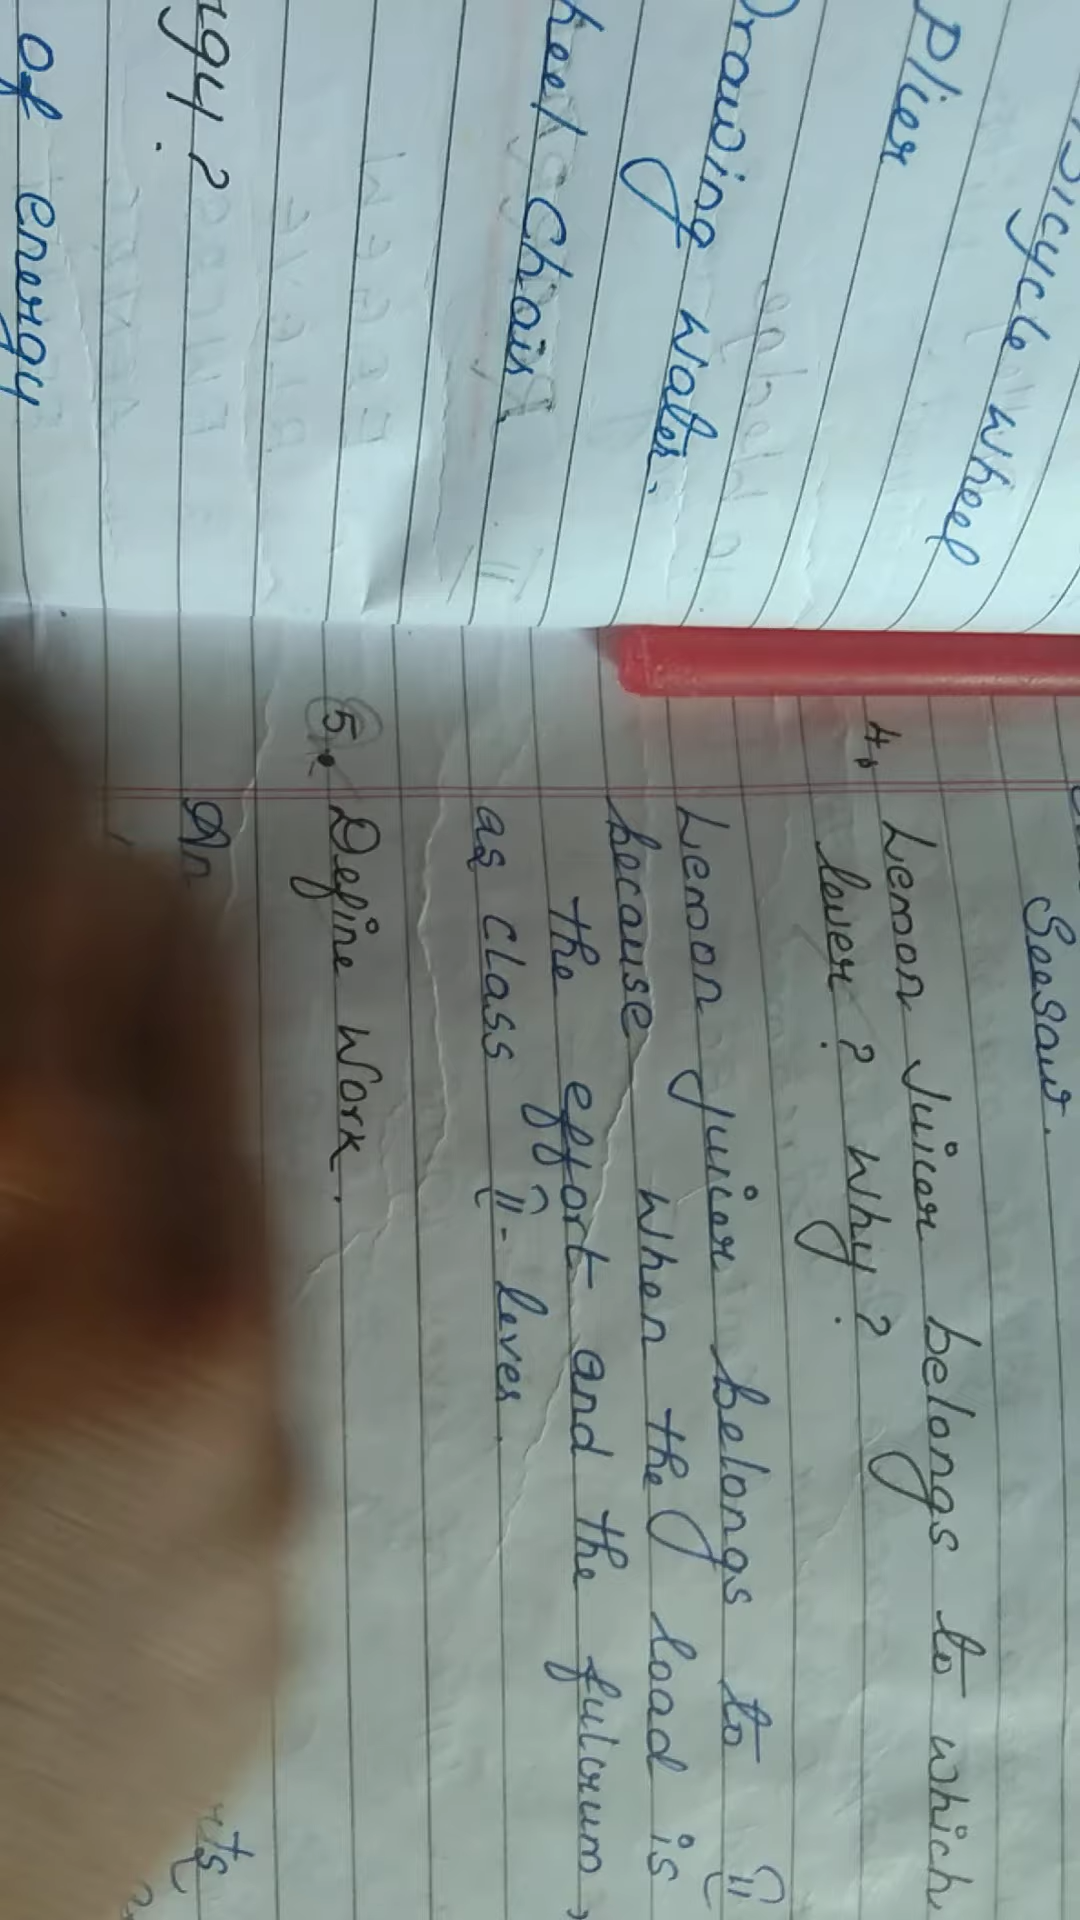 Bicycle wheel
Plier
Drawing water.
Chair.
of energy
Seesaw.
4. Lemon Juicer belongs to which
lever? Why?
Lemon juicer belongs to II
because when the load is
the effort and the fulcrum,
as class II - lever.
5. Define Work.
An